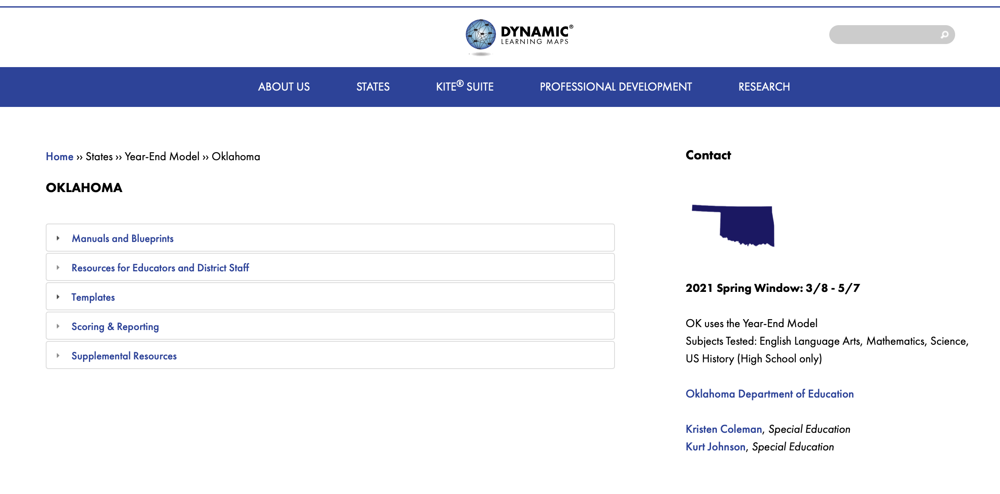 DYNAMIC®
LEARNING MAPS
ABOUT US
STATES
KITE® SUITE
PROFESSIONAL DEVELOPMENT
RESEARCH
Home ›› States ›› Year-End Model ›› Oklahoma
OKLAHOMA
Manuals and Blueprints
Resources for Educators and District Staff
Templates
Scoring & Reporting
Supplemental Resources
Contact
2021 Spring Window: 3/8 - 5/7
OK uses the Year-End Model
Subjects Tested: English Language Arts, Mathematics, Science,
US History (High School only)
Oklahoma Department of Education
Kristen Coleman, Special Education
Kurt Johnson, Special Education